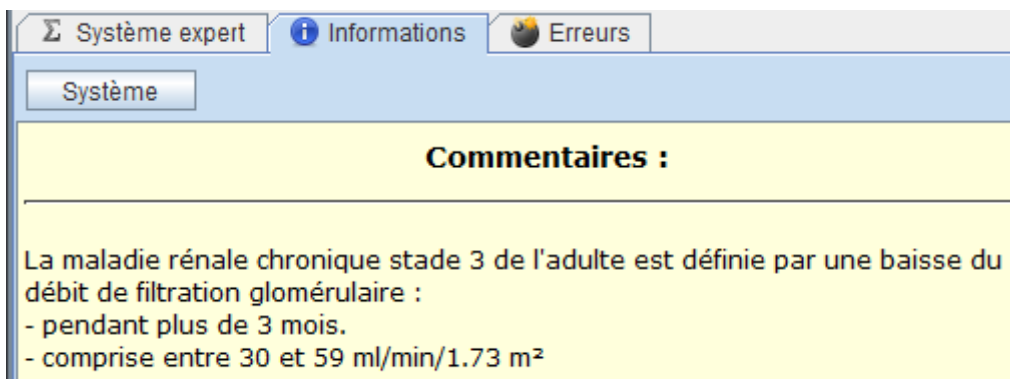 Σ Système expert Informations Erreurs
Système
Commentaires :
La maladie rénale chronique stade 3 de l'adulte est définie par une baisse du
débit de filtration glomérulaire :
- pendant plus de 3 mois.
- comprise entre 30 et 59 ml/min/1.73 m²